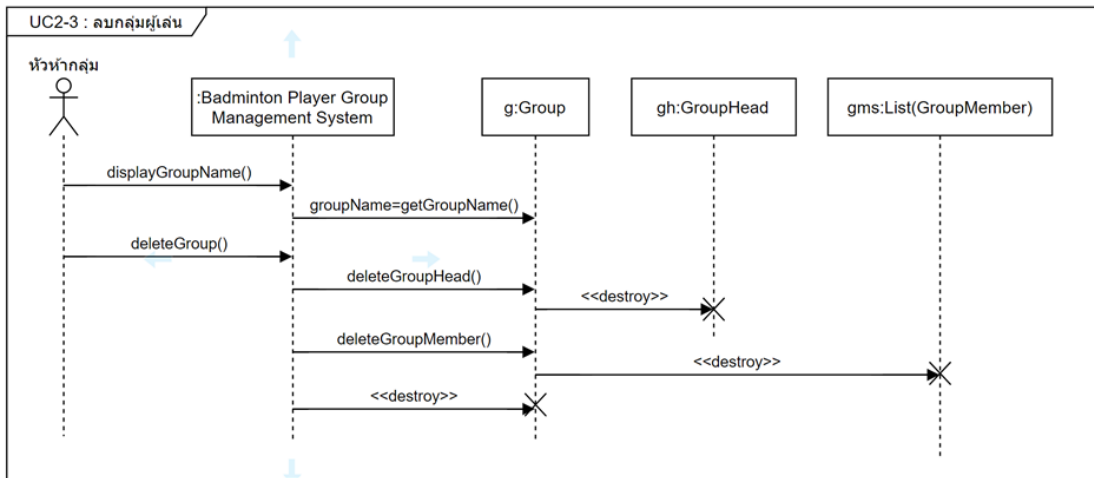 UC2-3 : ลบกลุ่มผู้เล่น
หัวห้ากลุ่ม
:Badminton Player Group
Management System
g:Group
gh:GroupHead
gms:List(GroupMember)
displayGroupName()
groupName=getGroupName()
deleteGroup()
deleteGroupHead()
<<destroy>>
deleteGroupMember()
<<destroy>>
<<destroy>>